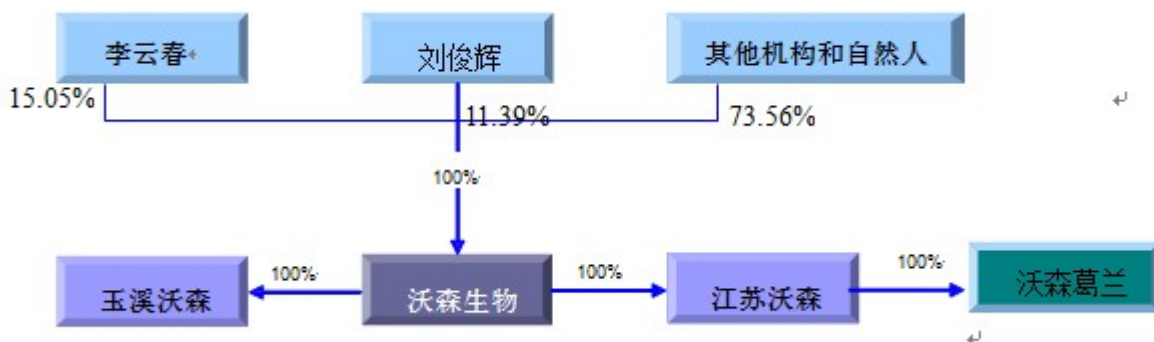 李云春
刘俊辉
其他机构和自然人
15.05%
11.39%
73.56%
100%
玉溪沃森
100%
沃森生物
100%
江苏沃森
100%
沃森葛兰